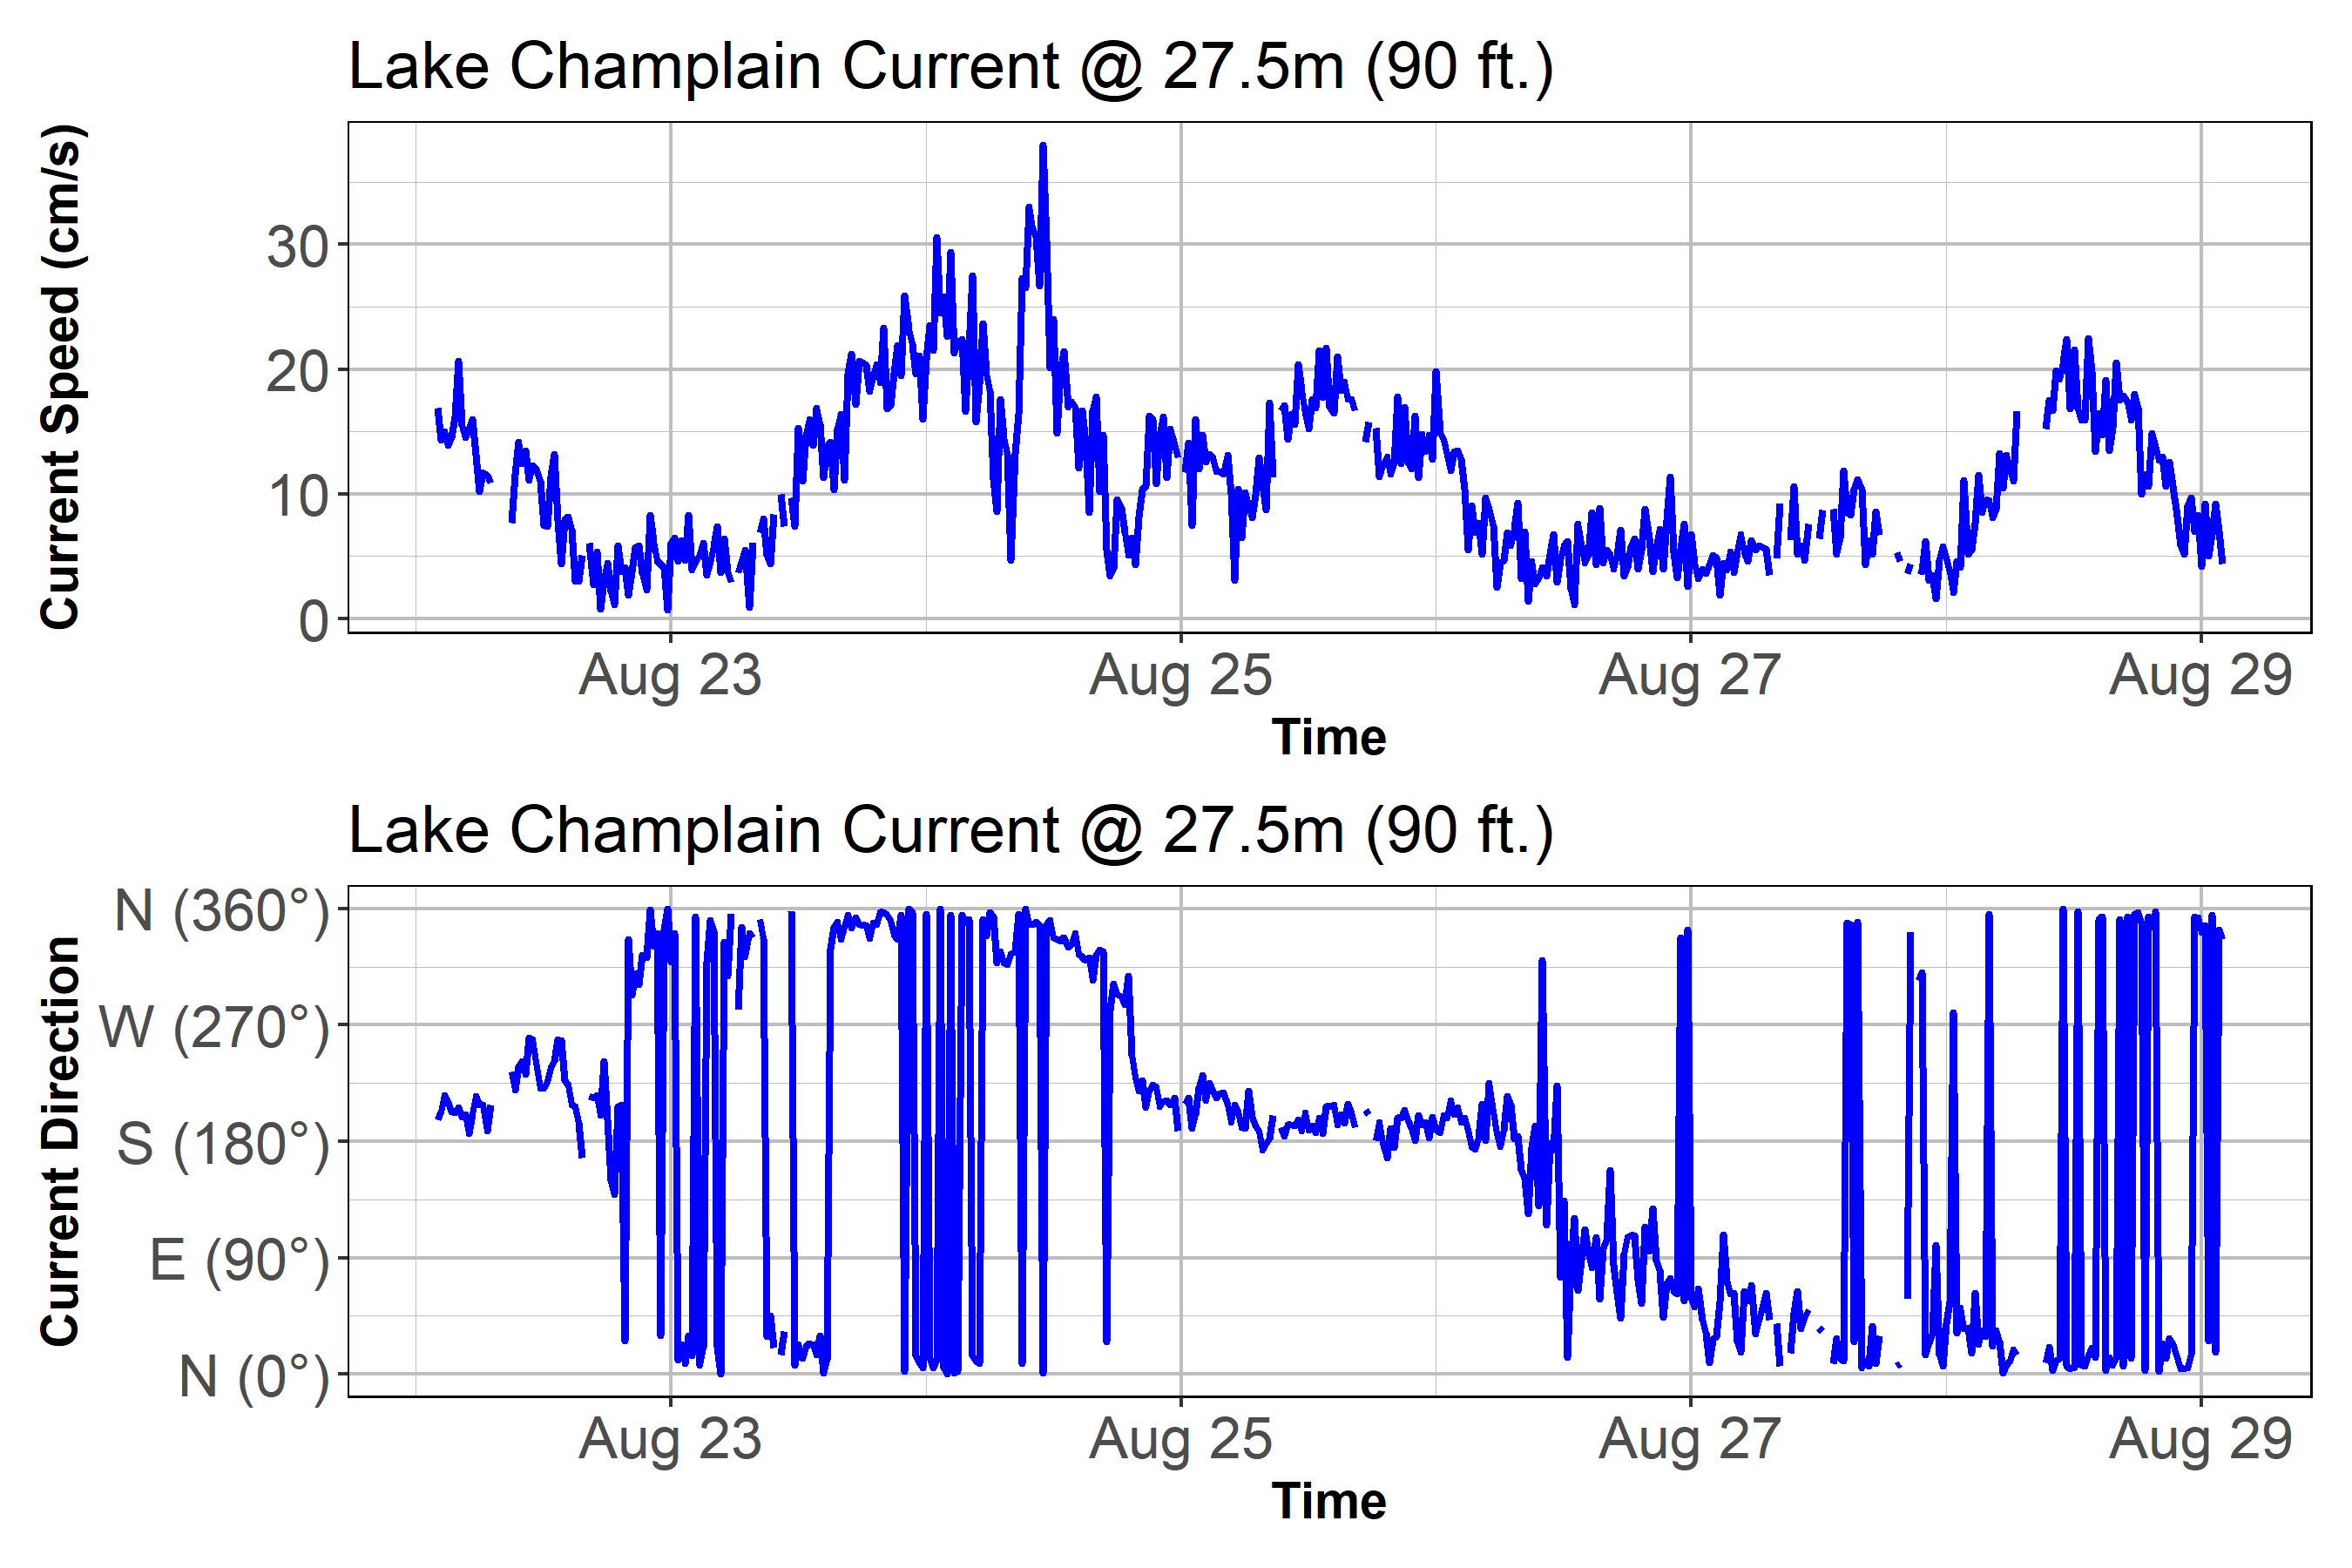 Lake Champlain Current @ 27.5m (90 ft.)
Current Speed (cm/s)
30
20
10
0
Aug 23 Aug 25 Aug 27 Aug 29
Time
Lake Champlain Current @ 27.5m (90 ft.)
Current Direction
N (360°)
W (270°)
S (180°)
E (90°)
N (0°)
Aug 23 Aug 25 Aug 27 Aug 29
Time